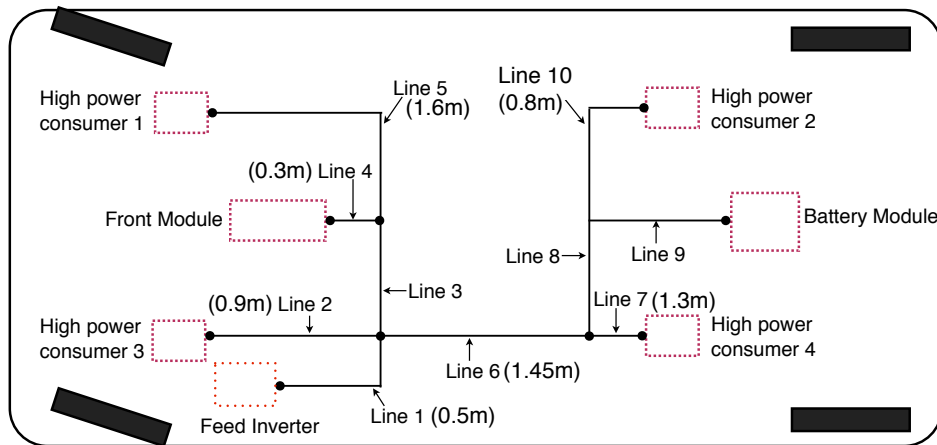 High power
consumer 1
Line 5
(1.6m)
Line 10
(0.8m)
High power
consumer 2
(0.3m) Line 4
Front Module
Battery Module
Line 8
Line 9
Line 3
(0.9m) Line 2
Line 7 (1.3m)
High power
consumer 3
High power
consumer 4
Line 6 (1.45m)
Line 1 (0.5m)
Feed Inverter